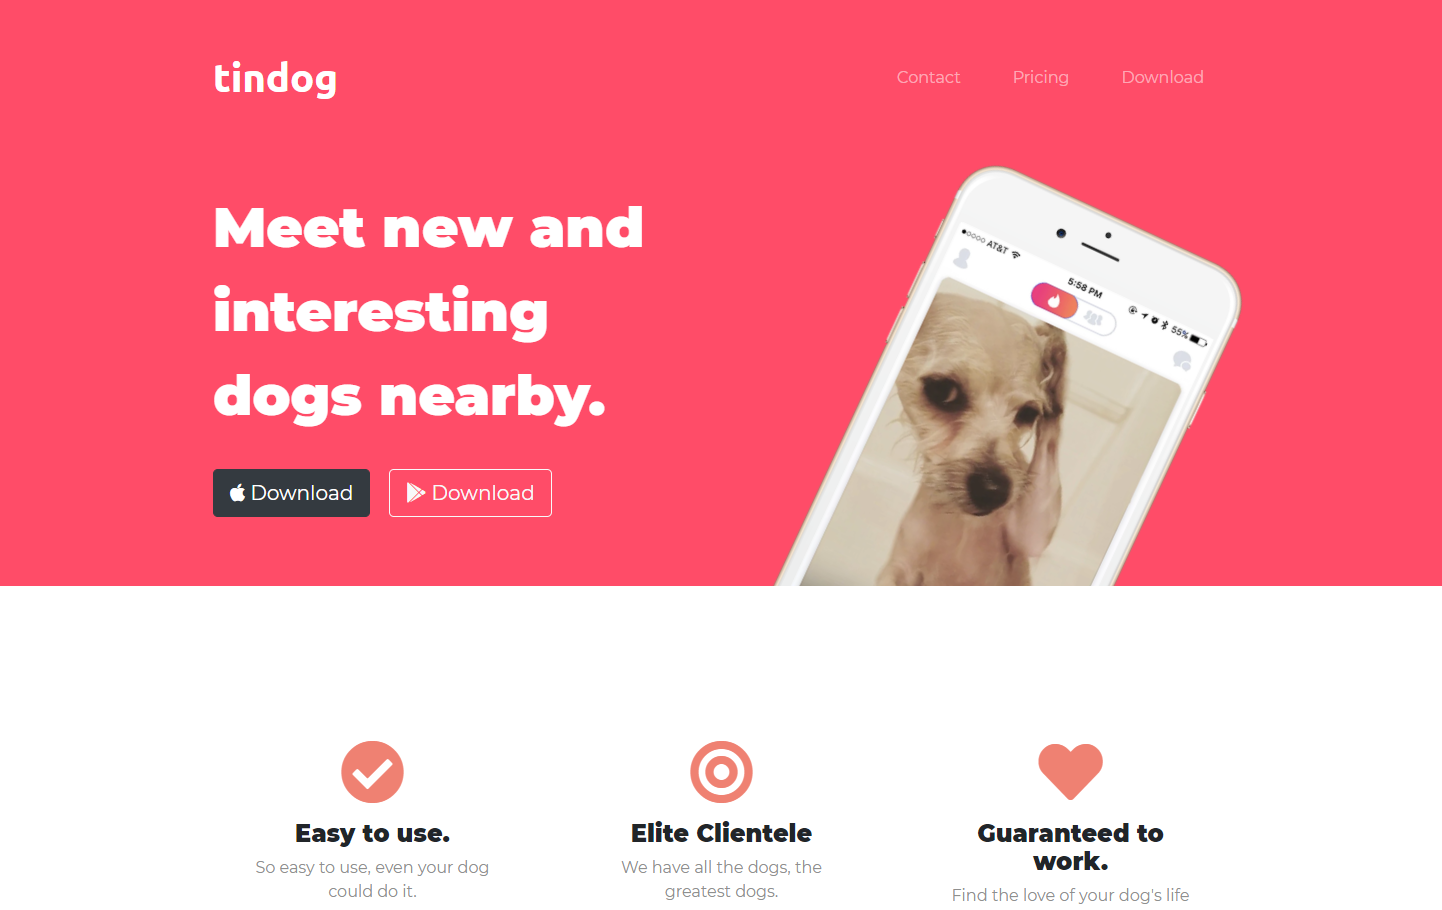 tindog
Contact Pricing Download
Meet new and
interesting
dogs nearby.
Download Download
AT&T 5:58 PM 55%
Easy to use.
So easy to use, even your dog
could do it.
Elite Clientele
We have all the dogs, the
greatest dogs.
Guaranteed to
work.
Find the love of your dog's life